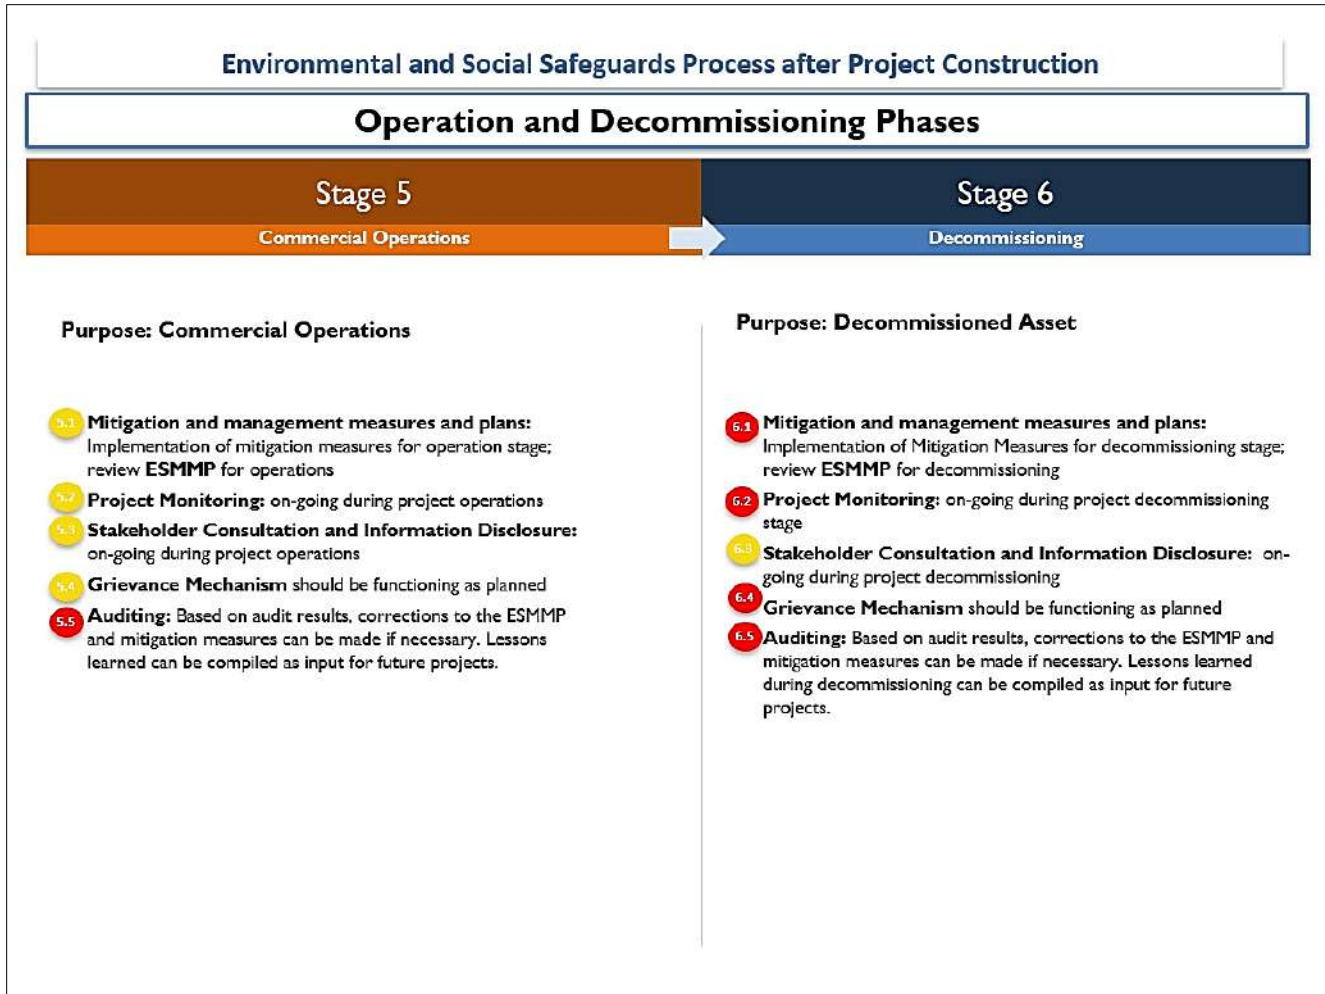 Environmental and Social Safeguards Process after Project Construction
Operation and Decommissioning Phases
Stage 5
Commercial Operations
Stage 6
Decommissioning
Purpose: Commercial Operations
5.1 Mitigation and management measures and plans:
Implementation of mitigation measures for operation stage;
review ESMMP for operations
5.2 Project Monitoring: on-going during project operations
5.3 Stakeholder Consultation and Information Disclosure:
on-going during project operations
5.4 Grievance Mechanism should be functioning as planned
5.5 Auditing: Based on audit results, corrections to the ESMMP
and mitigation measures can be made if necessary. Lessons
learned can be compiled as input for future projects.
Purpose: Decommissioned Asset
6.1 Mitigation and management measures and plans:
Implementation of Mitigation Measures for decommissioning stage;
review ESMMP for decommissioning
6.2 Project Monitoring: on-going during project decommissioning
stage
6.3 Stakeholder Consultation and Information Disclosure: on-
going during project decommissioning
6.4 Grievance Mechanism should be functioning as planned
6.5 Auditing: Based on audit results, corrections to the ESMMP and
mitigation measures can be made if necessary. Lessons learned
during decommissioning can be compiled as input for future
projects.